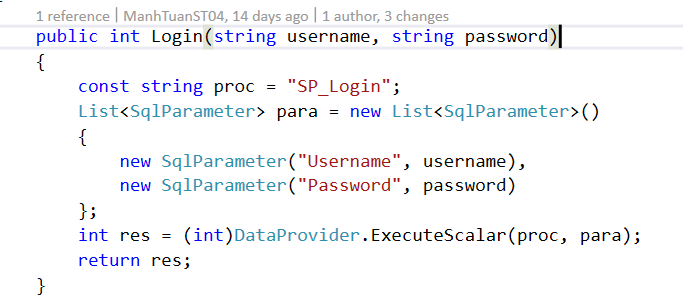 1 reference | ManhTuanST04, 14 days ago | 1 author, 3 changes
public int Login(string username, string password)
{
    const string proc = "SP_Login";
    List<SqlParameter> para = new List<SqlParameter>()
    {
        new SqlParameter("Username", username),
        new SqlParameter("Password", password)
    };
    int res = (int)DataProvider.ExecuteScalar(proc, para);
    return res;
}